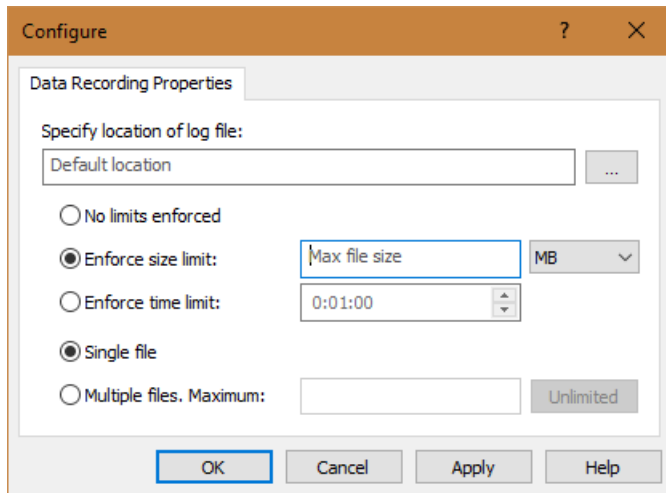 Configure ? ×
Data Recording Properties
Specify location of log file:
Default location ...
No limits enforced
Enforce size limit: Max file size MB
Enforce time limit: 0:01:00
Single file
Multiple files. Maximum: Unlimited
OK Cancel Apply Help